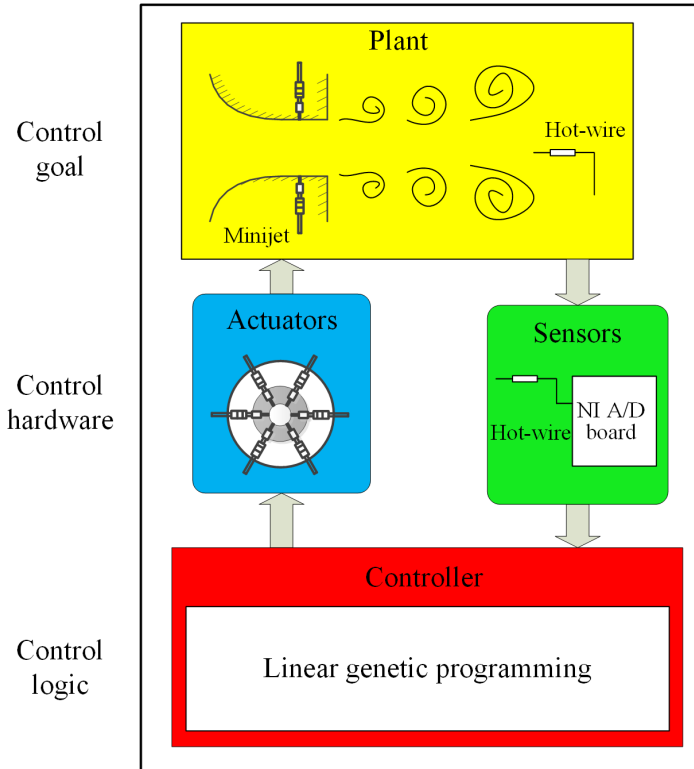 Plant
Control
goal
Hot-wire
Minijet
Actuators
Sensors
Control
hardware
NI A/D
board
Hot-wire
Controller
Control
logic
Linear genetic programming